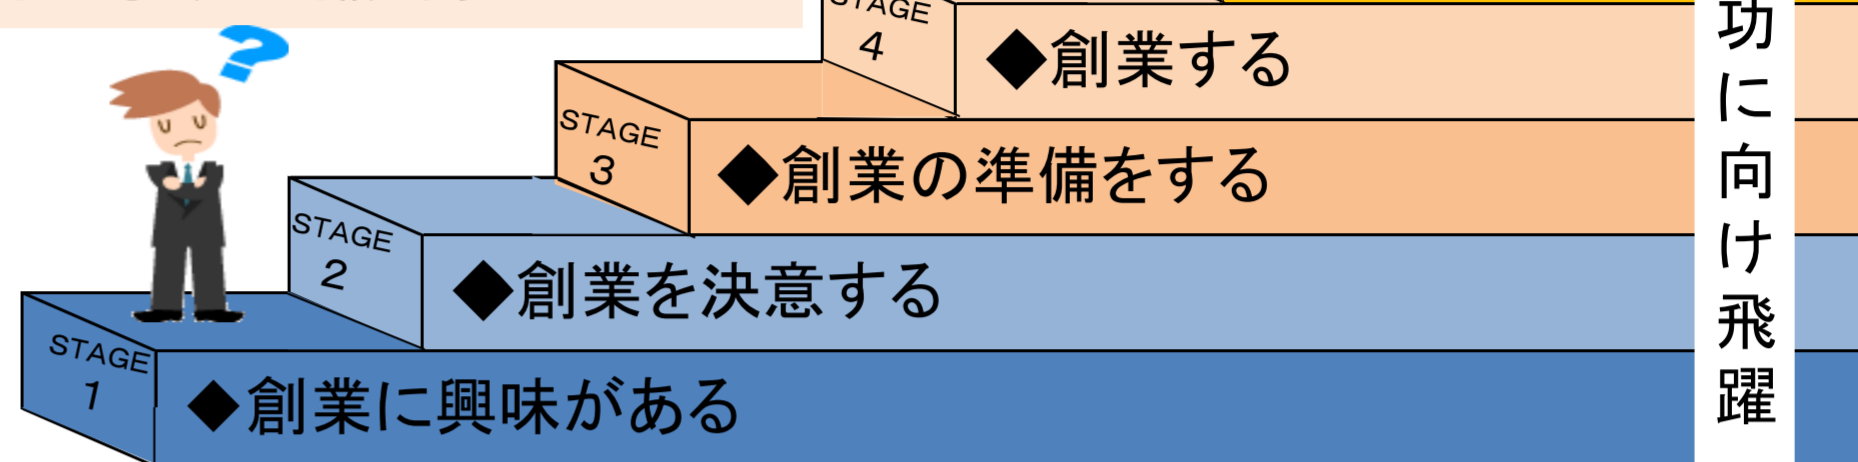 STAGE
4
◆創業する
STAGE
3
◆創業の準備をする
STAGE
2
◆創業を決意する
STAGE
1
◆創業に興味がある
功に向け飛躍
?